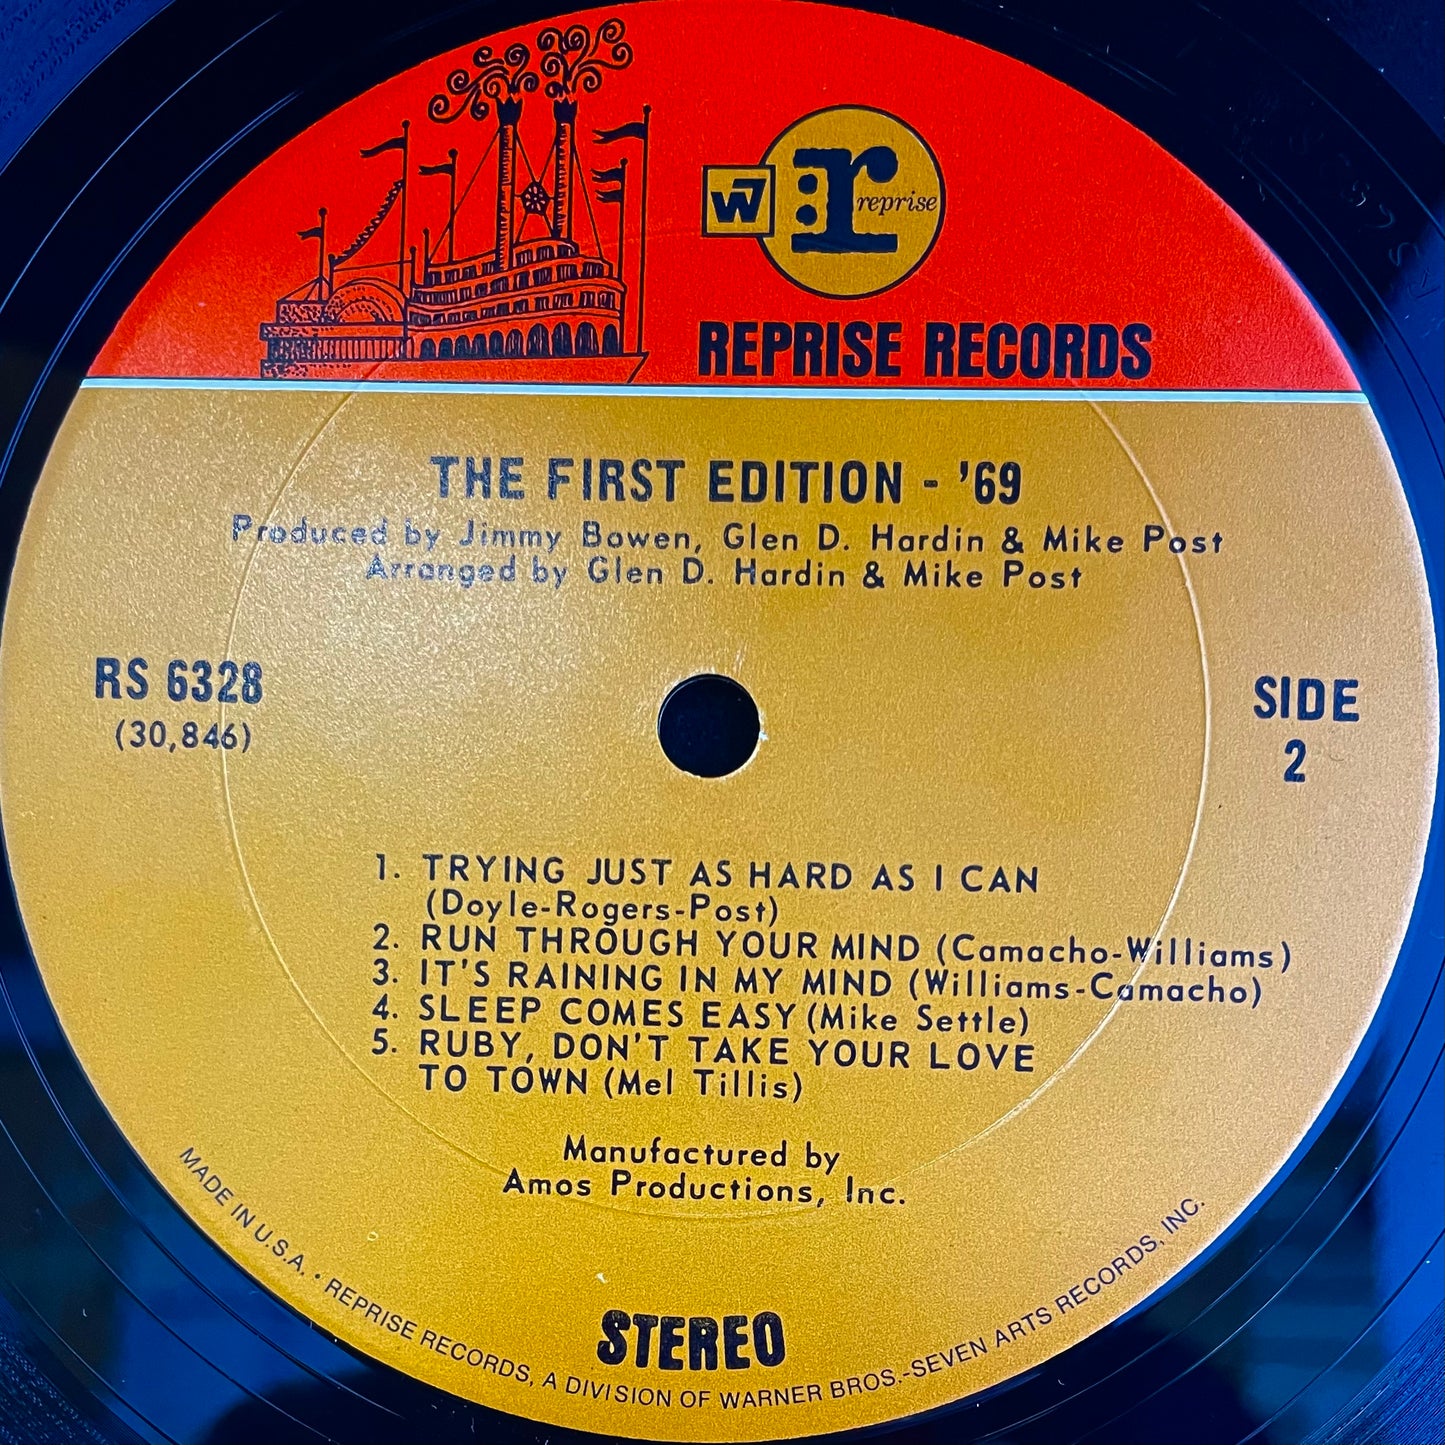 W7
r: reprise
REPRISE RECORDS
THE FIRST EDITION - '69
Produced by Jimmy Bowen, Glen D. Hardin & Mike Post
Arranged by Glen D. Hardin & Mike Post
RS 6328
(30,846)
SIDE
2
1. TRYING JUST AS HARD AS I CAN
(Doyle-Rogers-Post)
2. RUN THROUGH YOUR MIND (Camacho-Williams)
3. IT'S RAINING IN MY MIND (Williams-Camacho)
4. SLEEP COMES EASY (Mike Settle)
5. RUBY, DON'T TAKE YOUR LOVE
TO TOWN (Mel Tillis)
Manufactured by
Amos Productions, Inc.
STEREO
MADE IN U.S.A. • REPRISE RECORDS, A DIVISION OF WARNER BROS.-SEVEN ARTS RECORDS, INC.